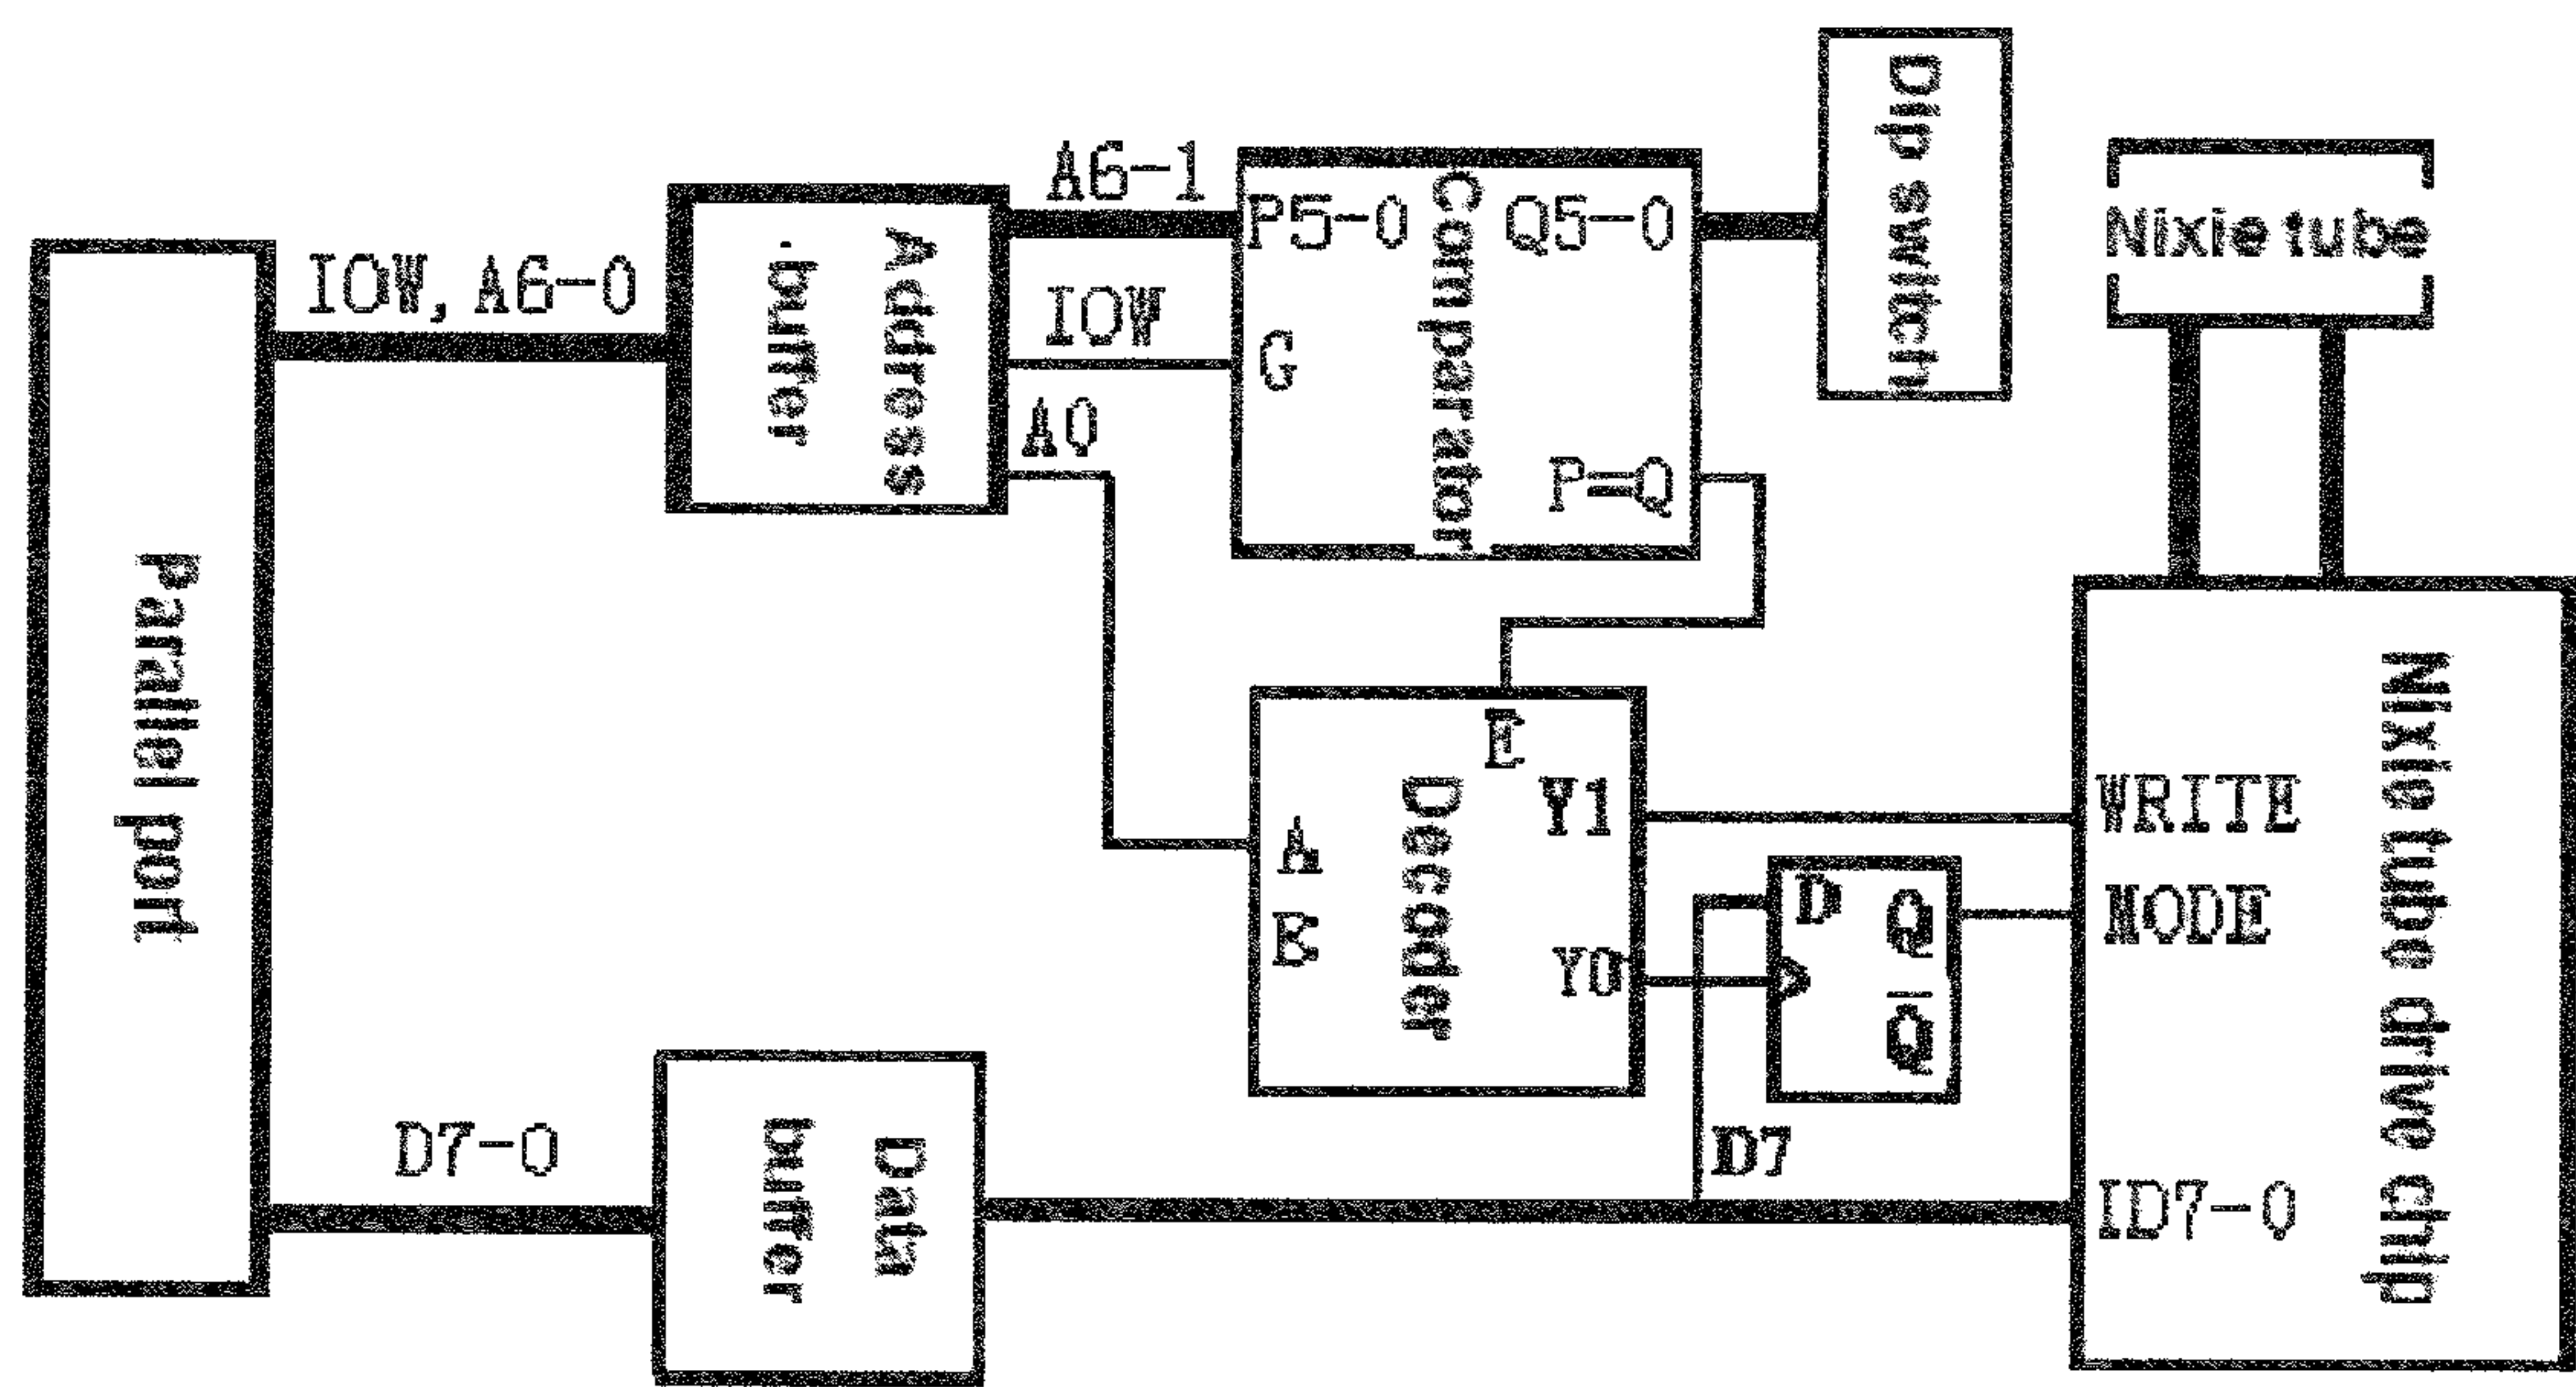 Parallel port
IOW, A6-0
D7-0
Address
buffer
Data
buffer
A6-1
IOW
A0
P5-0
G
Comparator
Q5-0
P=Q
Dip switch
E
A
B
Decoder
Y1
Y0
D
Q
Q
D7
Nixie tube
WRITE
MODE
ID7-0
Nixie tube drive chip